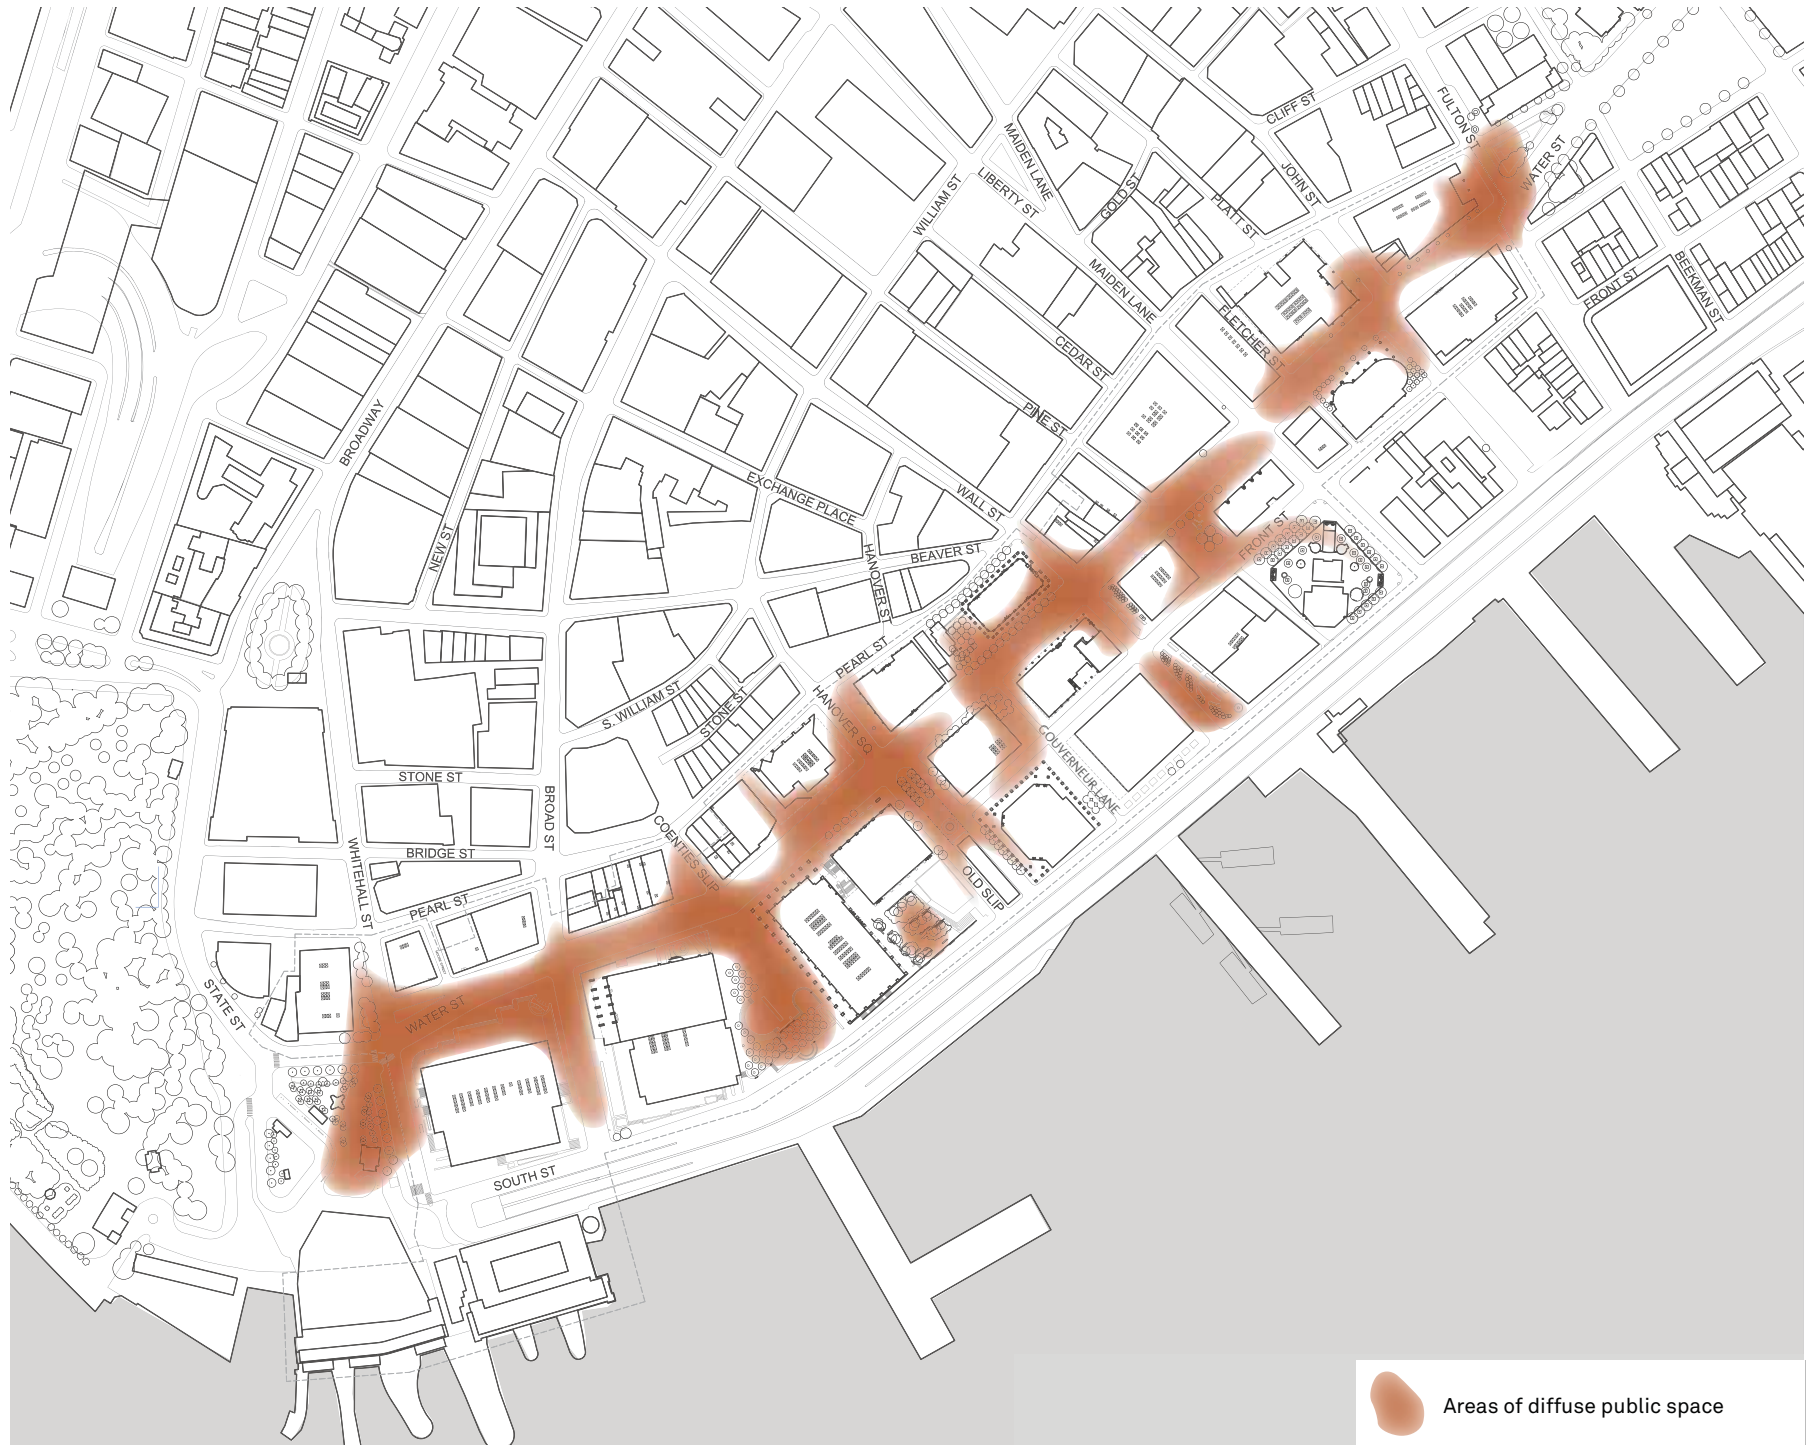 CLIFF ST
FULTON ST
MAIDEN LANE
JOHN ST
WATER ST
LIBERTY ST
GOLD ST
WILLIAM ST
PLATT ST
MAIDEN LANE
FRONT ST
BEEKMAN ST
FLETCHER ST
CEDAR ST
PINE ST
BROADWAY
EXCHANGE PLACE
WALL ST
NEW ST
BEAVER ST
HANOVER ST
FRONT ST
PEARL ST
S. WILLIAM ST
STONE ST
HANOVER SQ
GOUVERNEUR LANE
STONE ST
BROAD ST
COENTIES SLIP
BRIDGE ST
WHITEHALL ST
OLD SLIP
PEARL ST
STATE ST
WATER ST
SOUTH ST
Areas of diffuse public space